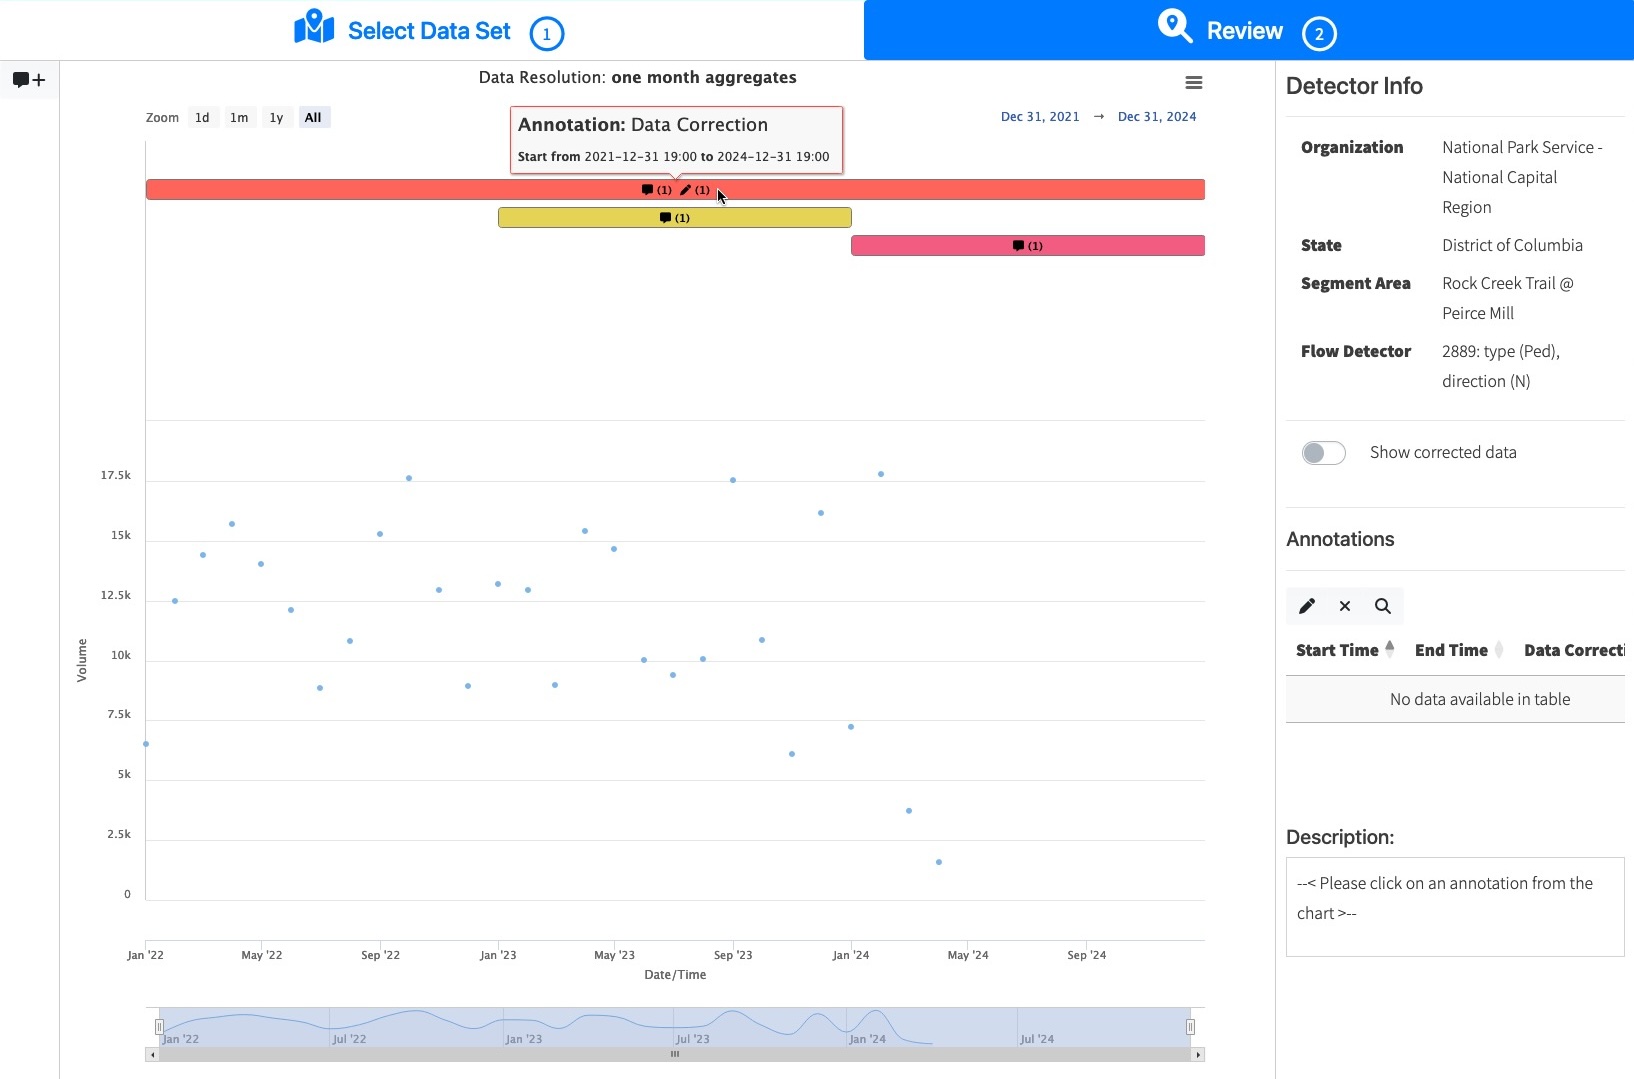 Select Data Set 1
Review 2
Data Resolution: one month aggregates
Zoom 1d 1m 1y All
Dec 31, 2021 → Dec 31, 2024
Annotation: Data Correction
Start from 2021-12-31 19:00 to 2024-12-31 19:00
(1) (1)
(1)
(1)
17.5k
15k
12.5k
10k
7.5k
5k
2.5k
0
Volume
Jan '22 May '22 Sep '22 Jan '23 May '23 Sep '23 Jan '24 May '24 Sep '24
Date/Time
Jan '22 Jul '22 Jan '23 Jul '23 Jan '24 Jul '24
Detector Info
Organization National Park Service -
National Capital
Region
State District of Columbia
Segment Area Rock Creek Trail @
Peirce Mill
Flow Detector 2889: type (Ped),
direction (N)
Show corrected data
Annotations
Start Time End Time Data Correcti
No data available in table
Description:
--< Please click on an annotation from the
chart >--